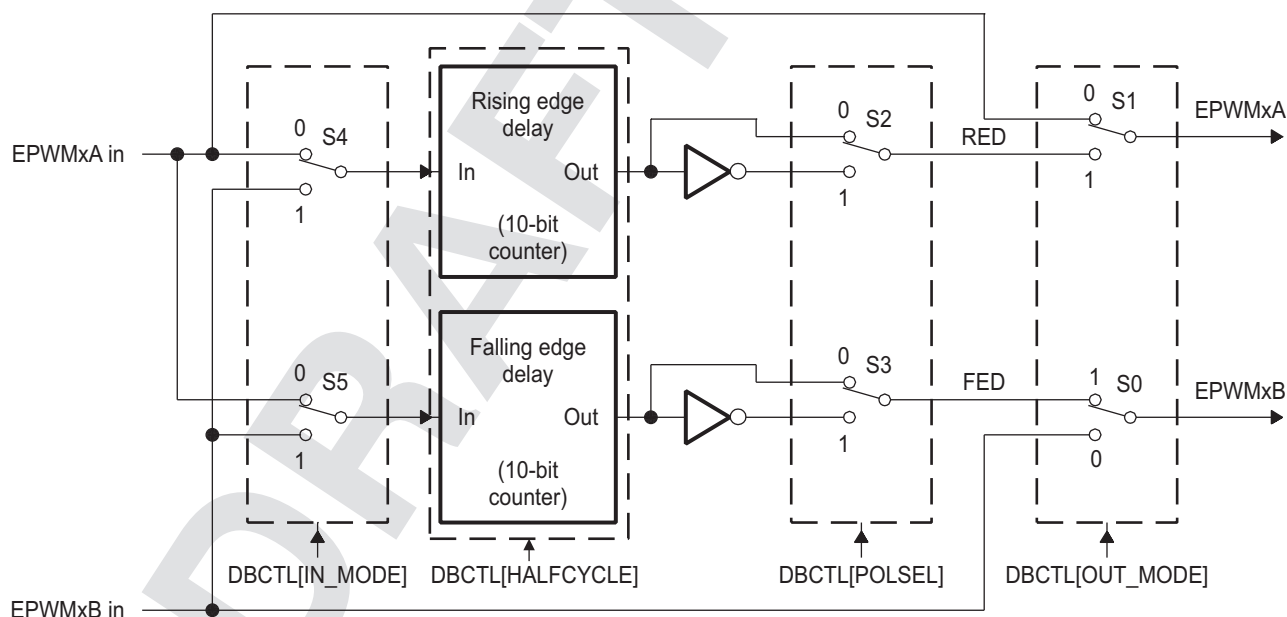 DRAFT
0
S1
EPWMxA
Rising edge
delay
0
S2
RED
0
S4
1
EPWMxA in
In
Out
1
1
(10-bit
counter)
Falling edge
delay
0
S3
FED
1
S0
EPWMxB
0
S5
1
In
Out
1
0
(10-bit
counter)
DBCTL[IN_MODE]
DBCTL[HALFCYCLE]
DBCTL[POLSEL]
DBCTL[OUT_MODE]
EPWMxB in